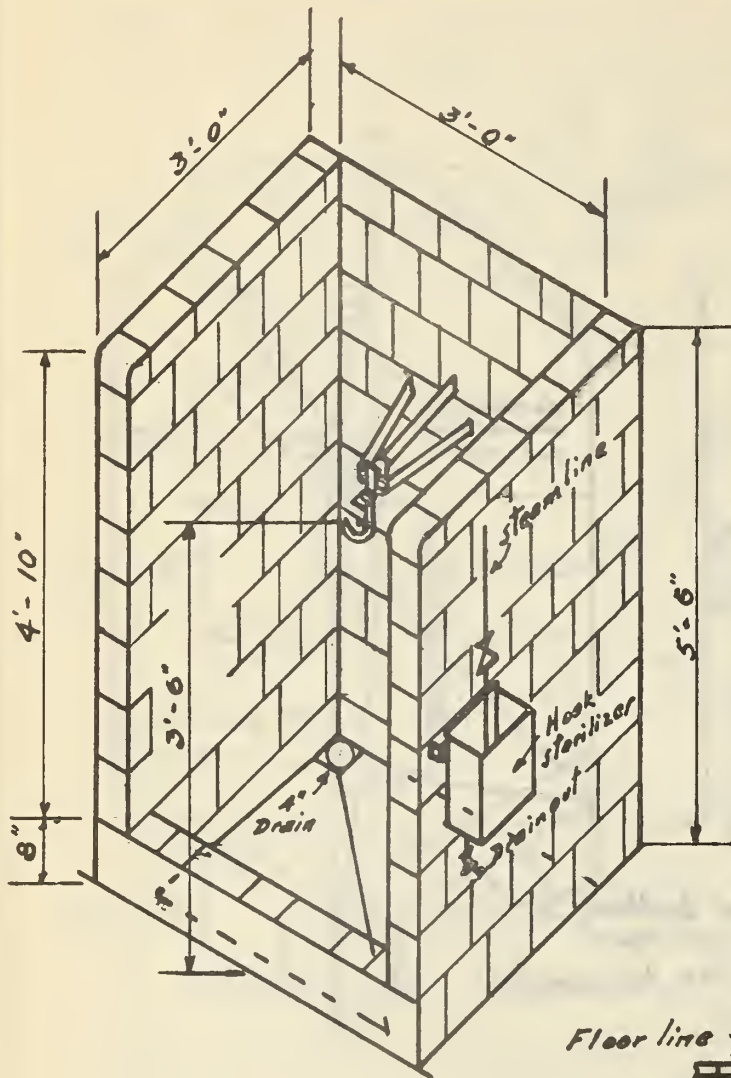 3'-0"
3'-0"
4'-10"
8"
3'-6"
5'-6"
Steam line
Hook
sterilizer
Drain out
4"
Drain
Floor line